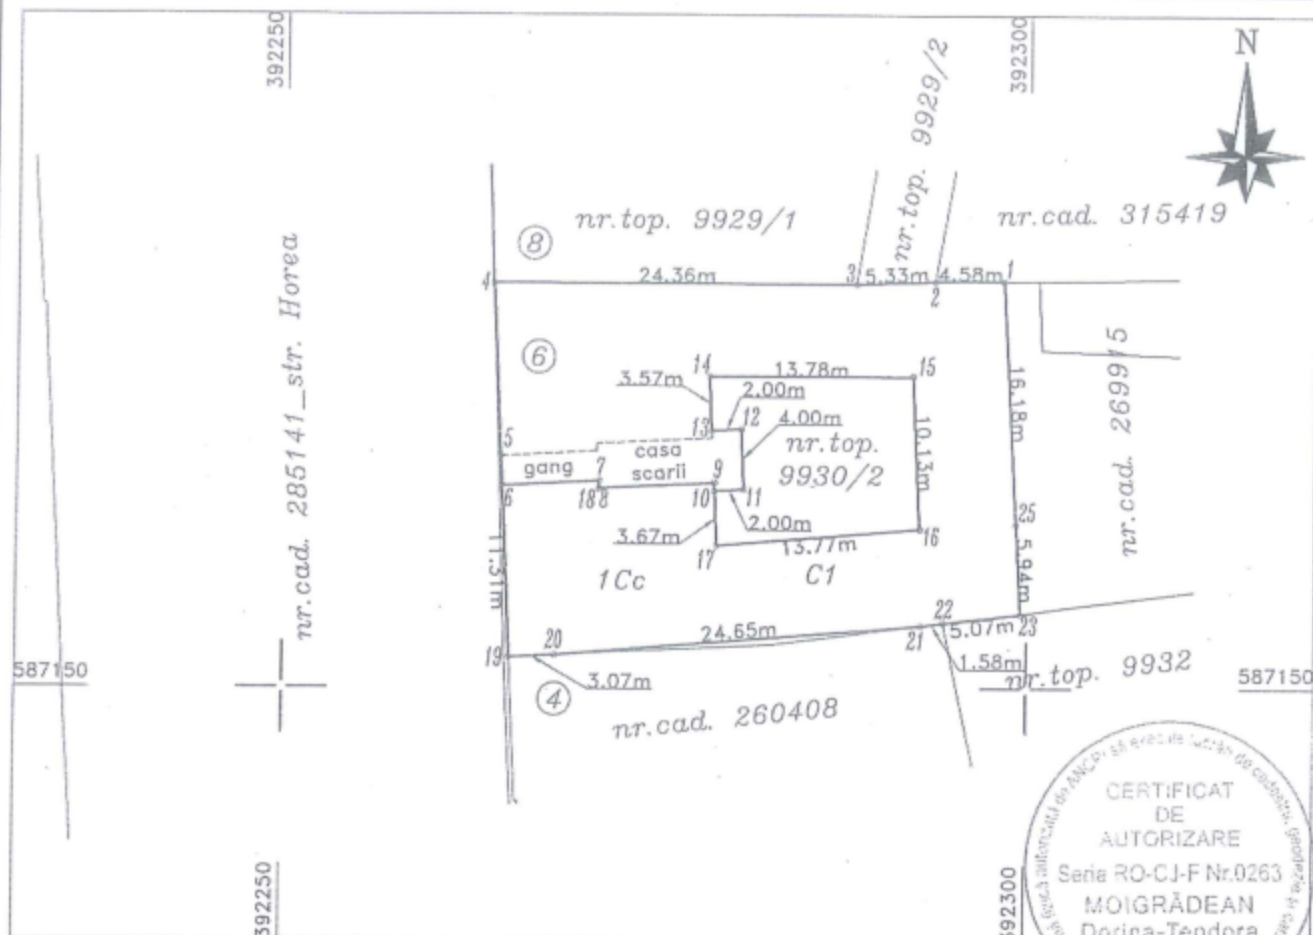 392250
392300
N
nr.top. 9929/2
nr.top. 9929/1
nr.cad. 315419
8
4
24.36m
3
5.33m
2
4.58m
1
nr.cad. 285141_str. Horea
6
14
13.78m
15
3.57m
2.00m
13
12
4.00m
16.18m
nr.cad. 269915
5
gang
7
casa
scarii
9
nr.top.
9930/2
10.13m
6
18
8
10
11
2.00m
16
25
3.67m
17
13.77m
11.31m
1Cc
C1
5.94m
19
20
24.65m
21
22
5.07m
23
587150
3.07m
1.58m
nr.top. 9932
587150
4
nr.cad. 260408
CERTIFICAT
DE
AUTORIZARE
Seria RO-CJ-F Nr.0263
MOIGRĂDEAN
Dorina-Teodora
392250
392300